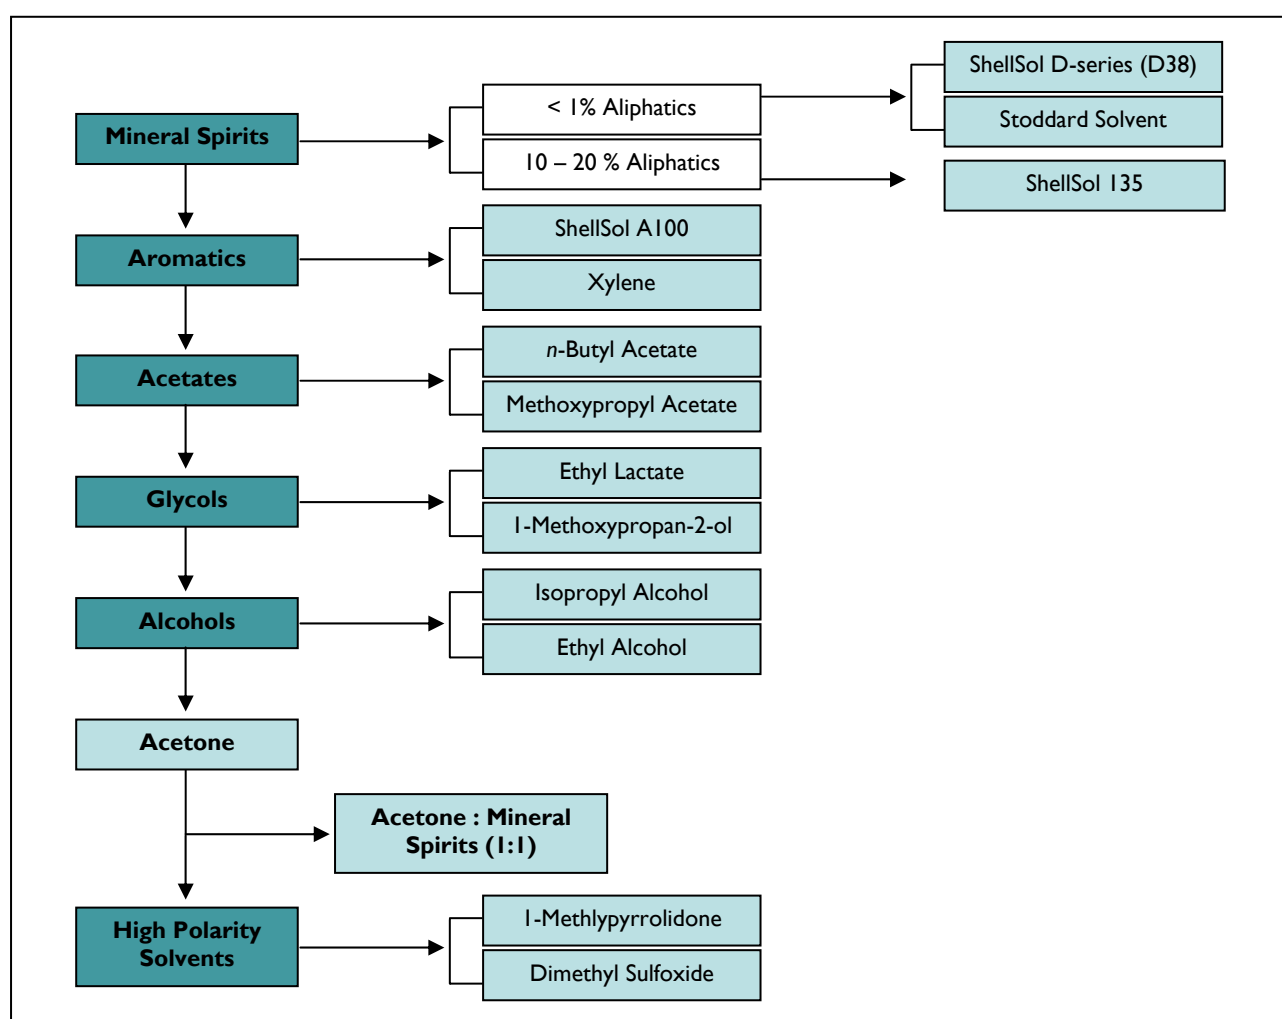 Mineral Spirits
< 1% Aliphatics
10 – 20 % Aliphatics
ShellSol D-series (D38)
Stoddard Solvent
ShellSol 135
Aromatics
ShellSol A100
Xylene
Acetates
n-Butyl Acetate
Methoxypropyl Acetate
Glycols
Ethyl Lactate
1-Methoxypropan-2-ol
Alcohols
Isopropyl Alcohol
Ethyl Alcohol
Acetone
Acetone : Mineral
Spirits (1:1)
High Polarity
Solvents
1-Methlypyrrolidone
Dimethyl Sulfoxide